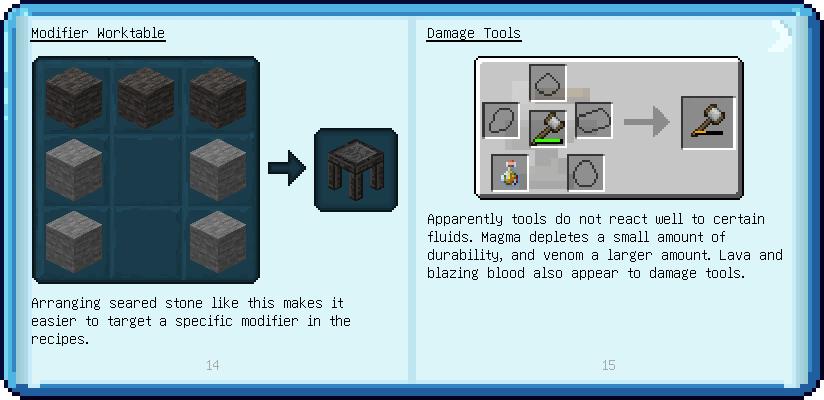 Modifier Worktable
Arranging seared stone like this makes it
easier to target a specific modifier in the
recipes.
14
Damage Tools
Apparently tools do not react well to certain
fluids. Magma depletes a small amount of
durability, and venom a larger amount. Lava and
blazing blood also appear to damage tools.
15